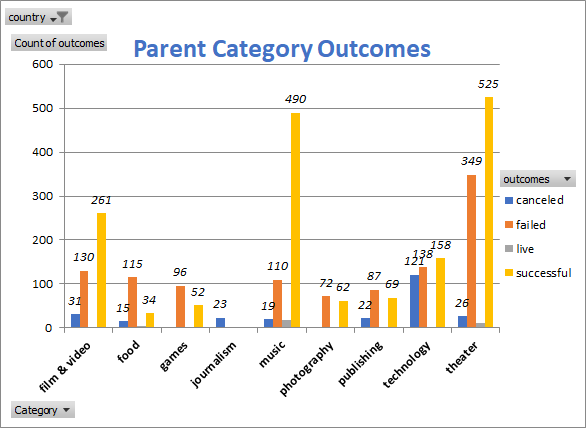 country
Count of outcomes
Parent Category Outcomes
600
500
400
300
200
100
0
31
130
261
15
115
34
96
52
23
19
110
490
72
62
22
87
69
121
138
158
26
349
525
film & video
food
games
journalism
music
photography
publishing
technology
theater
outcomes
canceled
failed
live
successful
Category